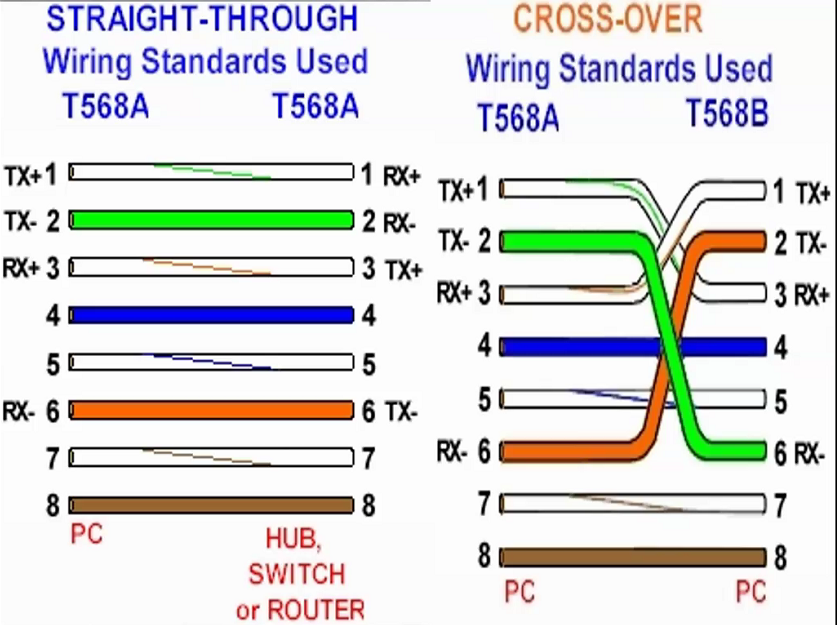 STRAIGHT-THROUGH
Wiring Standards Used
T568A T568A
TX+ 1 1 RX+
TX- 2 2 RX-
RX+ 3 3 TX+
4 4
5 5
RX- 6 6 TX-
7 7
8 8
PC HUB,
SWITCH
or ROUTER
CROSS-OVER
Wiring Standards Used
T568A T568B
TX+ 1 1 TX+
TX- 2 2 TX-
RX+ 3 3 RX+
4 4
5 5
RX- 6 6 RX-
7 7
8 8
PC PC